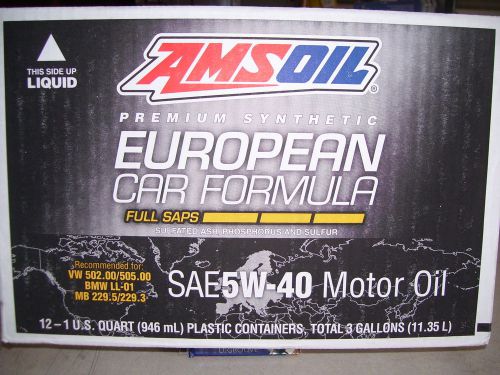 THIS SIDE UP
LIQUID
AMSOIL®
PREMIUM SYNTHETIC
EUROPEAN
CAR FORMULA
FULL SAPS
SULFATED ASH, PHOSPHORUS AND SULFUR
Recommended for:
VW 502.00/505.00
BMW LL-01
MB 229.5/229.3
SAE5W-40 Motor Oil
12-1 U.S. QUART (946 mL) PLASTIC CONTAINERS, TOTAL 3 GALLONS (11.35 L)